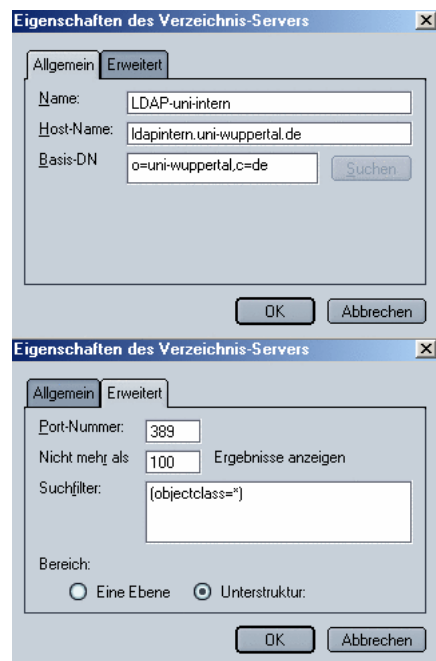 Eigenschaften des Verzeichnis-Servers
Allgemein Erweitert
Name: LDAP-uni-intern
Host-Name: ldapintern.uni-wuppertal.de
Basis-DN o=uni-wuppertal,c=de Suchen
OK Abbrechen
Eigenschaften des Verzeichnis-Servers
Allgemein Erweitert
Port-Nummer: 389
Nicht mehr als 100 Ergebnisse anzeigen
Suchfilter: (objectclass=*)
Bereich:
Eine Ebene Unterstruktur:
OK Abbrechen